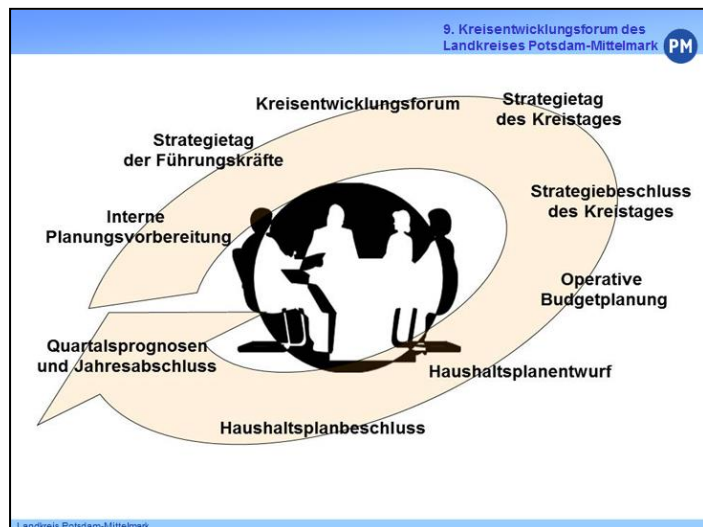 9. Kreisentwicklungsforum des
Landkreises Potsdam-Mittelmark
PM
Kreisentwicklungsforum
Strategietag
des Kreistages
Strategietag
der Führungskräfte
Strategiebeschluss
des Kreistages
Interne
Planungsvorbereitung
Operative
Budgetplanung
Quartalsprognosen
und Jahresabschluss
Haushaltsplanentwurf
Haushaltsplanbeschluss
Landkreis Potsdam-Mittelmark